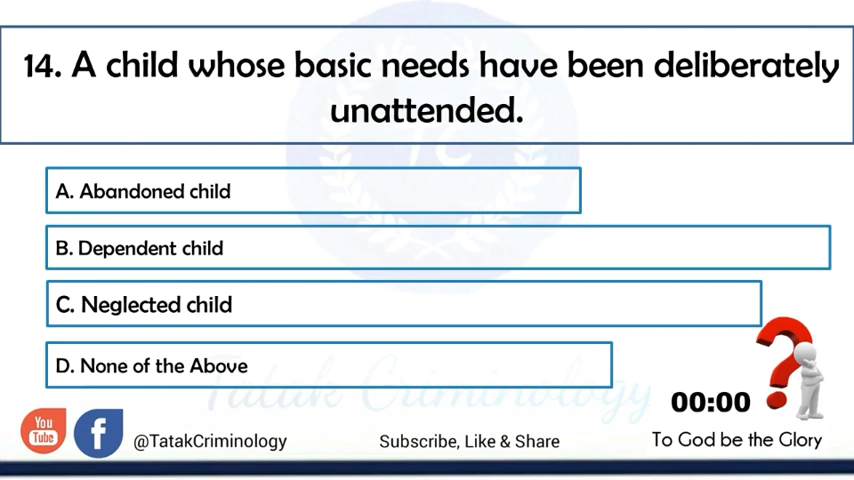 14. A child whose basic needs have been deliberately
unattended.
TC
A. Abandoned child
B. Dependent child
C. Neglected child
D. None of the Above
Tatak Criminology
00:00
You
Tube
f
@TatakCriminology
Subscribe, Like & Share
To God be the Glory